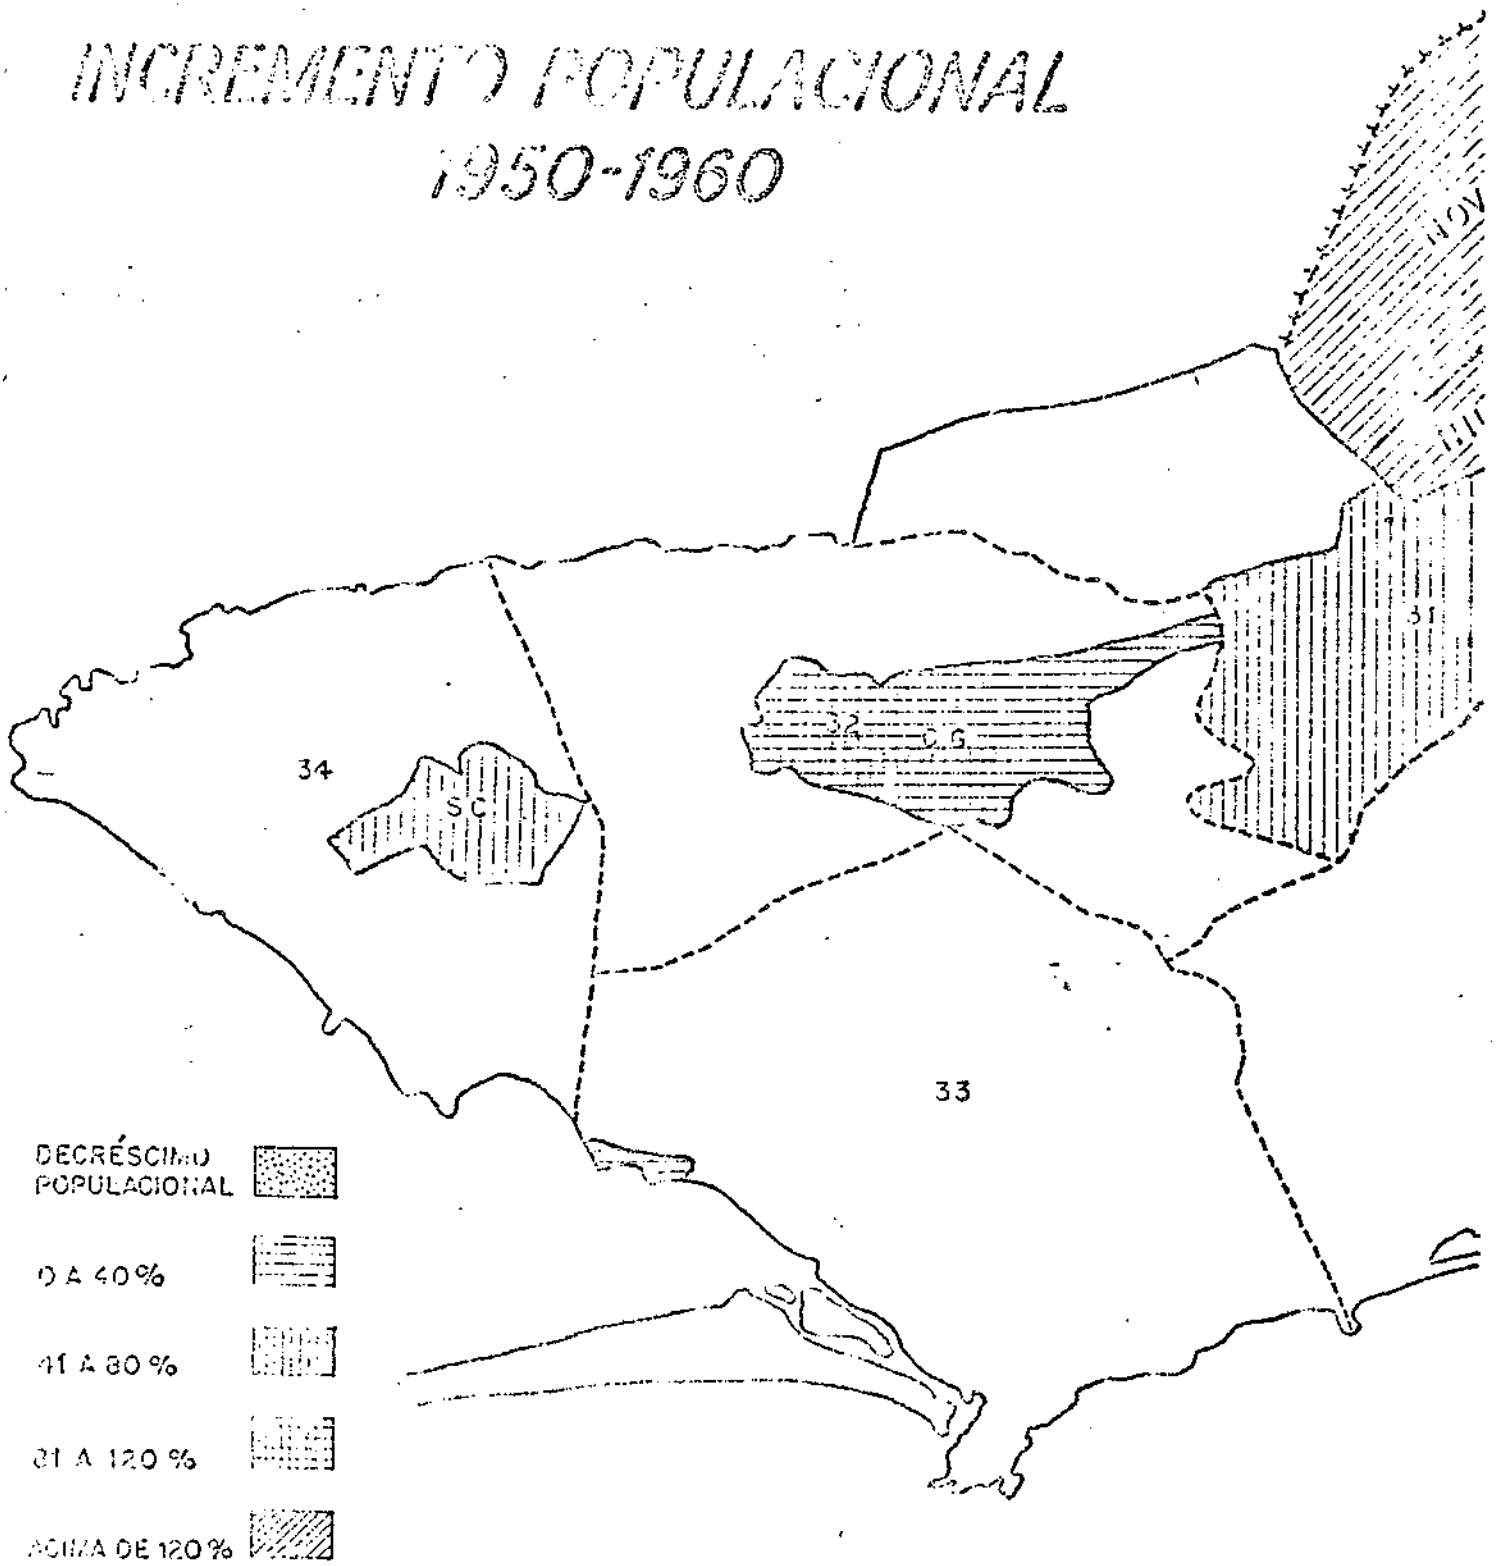 INCREMENTO POPULACIONAL
1950-1960
31
32
CG
34
SC
33
DECRÉSCIMO
POPULACIONAL
0 A 40%
41 A 80%
81 A 120%
ACIMA DE 120%